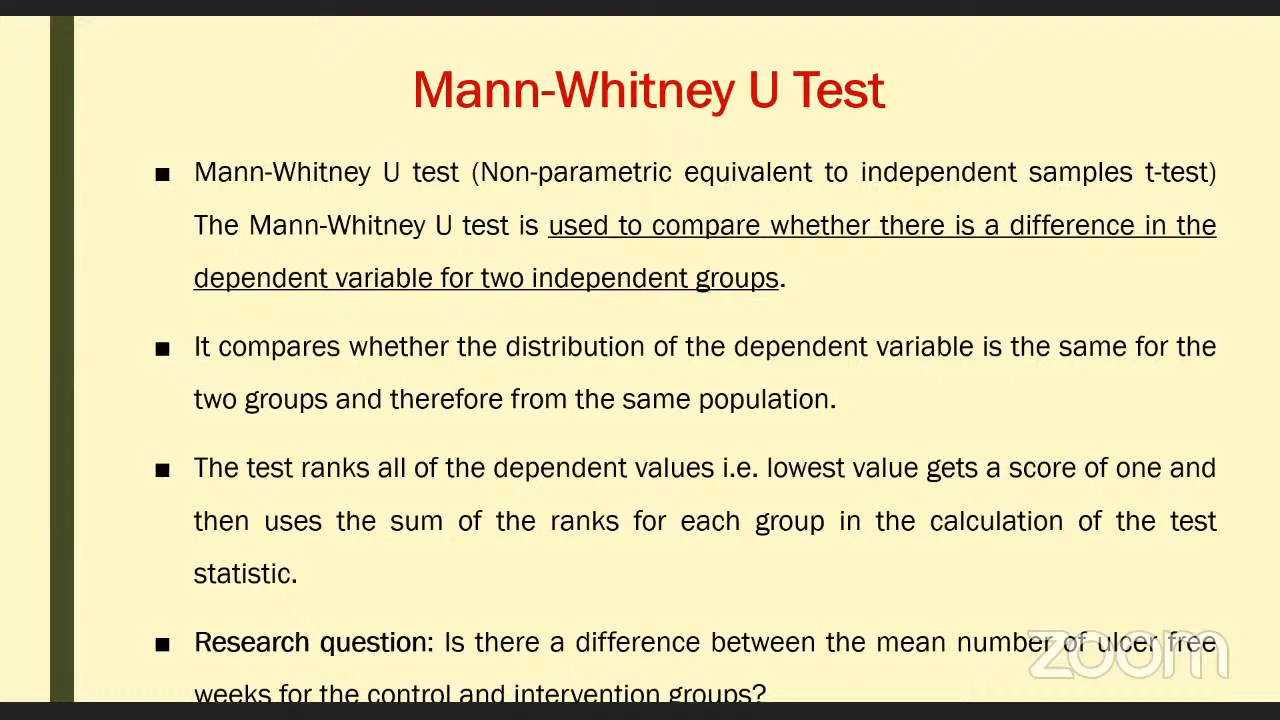 Mann-Whitney U Test
■ Mann-Whitney U test (Non-parametric equivalent to independent samples t-test)
The Mann-Whitney U test is used to compare whether there is a difference in the
dependent variable for two independent groups.
■ It compares whether the distribution of the dependent variable is the same for the
two groups and therefore from the same population.
■ The test ranks all of the dependent values i.e. lowest value gets a score of one and
then uses the sum of the ranks for each group in the calculation of the test
statistic.
■ Research question: Is there a difference between the mean number of ulcer free
weeks for the control and intervention groups?
zoom